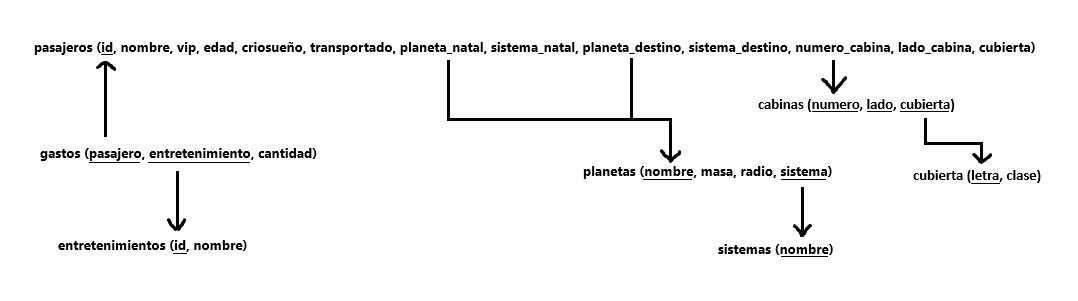 pasajeros (id, nombre, vip, edad, criosueño, transportado, planeta_natal, sistema_natal, planeta_destino, sistema_destino, numero_cabina, lado_cabina, cubierta)
cabinas (numero, lado, cubierta)
gastos (pasajero, entretenimiento, cantidad)
planetas (nombre, masa, radio, sistema)
cubierta (letra, clase)
entretenimientos (id, nombre)
sistemas (nombre)